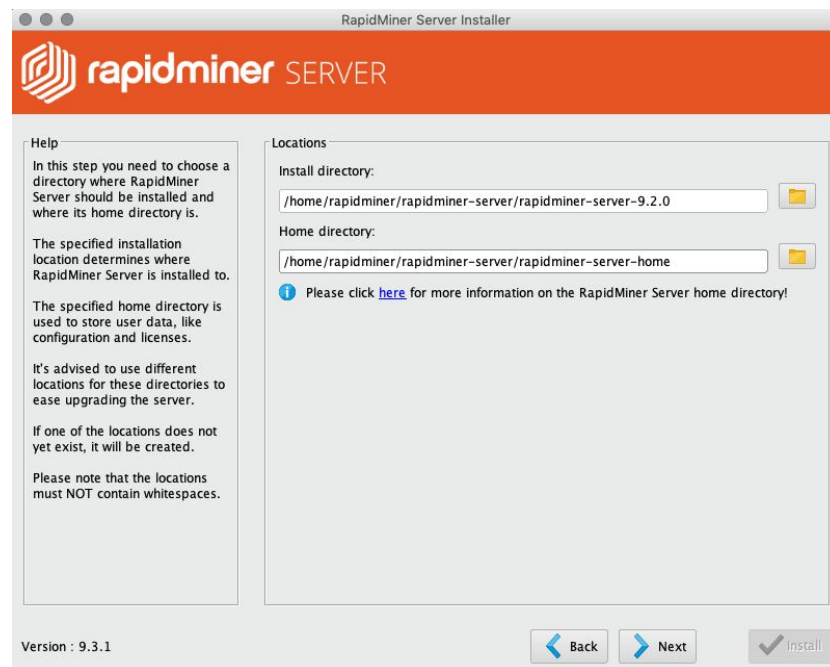 RapidMiner Server Installer
rapidminer SERVER
Help
In this step you need to choose a
directory where RapidMiner
Server should be installed and
where its home directory is.
The specified installation
location determines where
RapidMiner Server is installed to.
The specified home directory is
used to store user data, like
configuration and licenses.
It's advised to use different
locations for these directories to
ease upgrading the server.
If one of the locations does not
yet exist, it will be created.
Please note that the locations
must NOT contain whitespaces.
Locations
Install directory:
/home/rapidminer/rapidminer-server/rapidminer-server-9.2.0
Home directory:
/home/rapidminer/rapidminer-server/rapidminer-server-home
Please click here for more information on the RapidMiner Server home directory!
Version : 9.3.1
Back
Next
Install